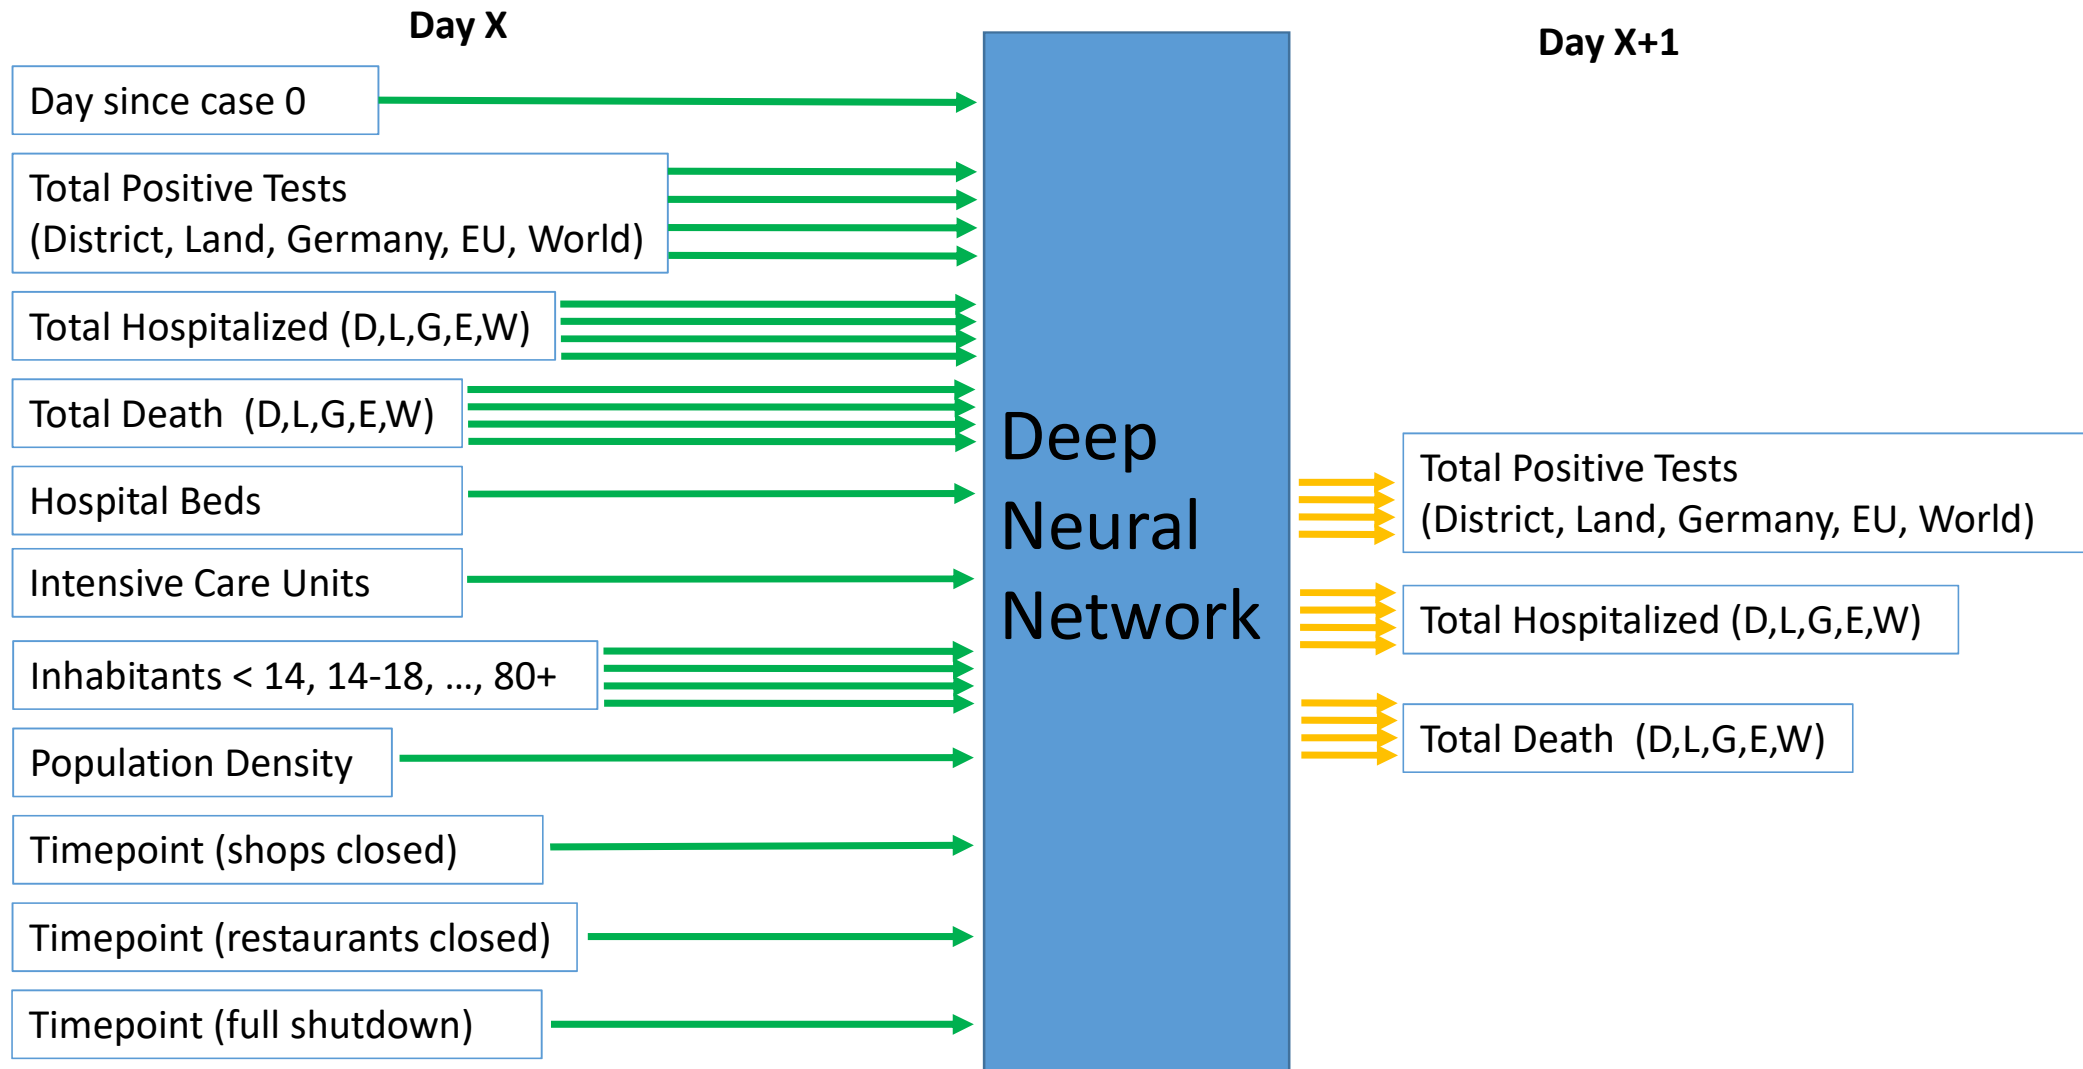 Day X
Day X+1
Day since case 0
Total Positive Tests
(District, Land, Germany, EU, World)
Total Hospitalized (D,L,G,E,W)
Total Death  (D,L,G,E,W)
Hospital Beds
Intensive Care Units
Inhabitants < 14, 14-18, ..., 80+
Population Density
Timepoint (shops closed)
Timepoint (restaurants closed)
Timepoint (full shutdown)
Deep
Neural
Network
Total Positive Tests
(District, Land, Germany, EU, World)
Total Hospitalized (D,L,G,E,W)
Total Death  (D,L,G,E,W)